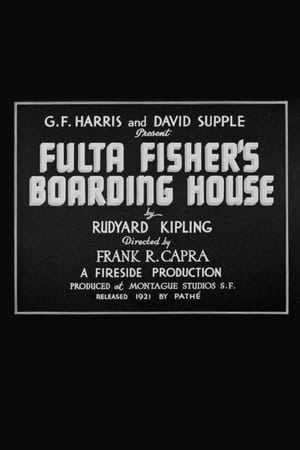 G.F. HARRIS and DAVID SUPPLE
Present
FULTA FISHER'S
BOARDING HOUSE
by
RUDYARD KIPLING
Directed by
FRANK R. CAPRA
A FIRESIDE PRODUCTION
PRODUCED at MONTAGUE STUDIOS S.F.
RELEASED 1921 BY PATHÉ